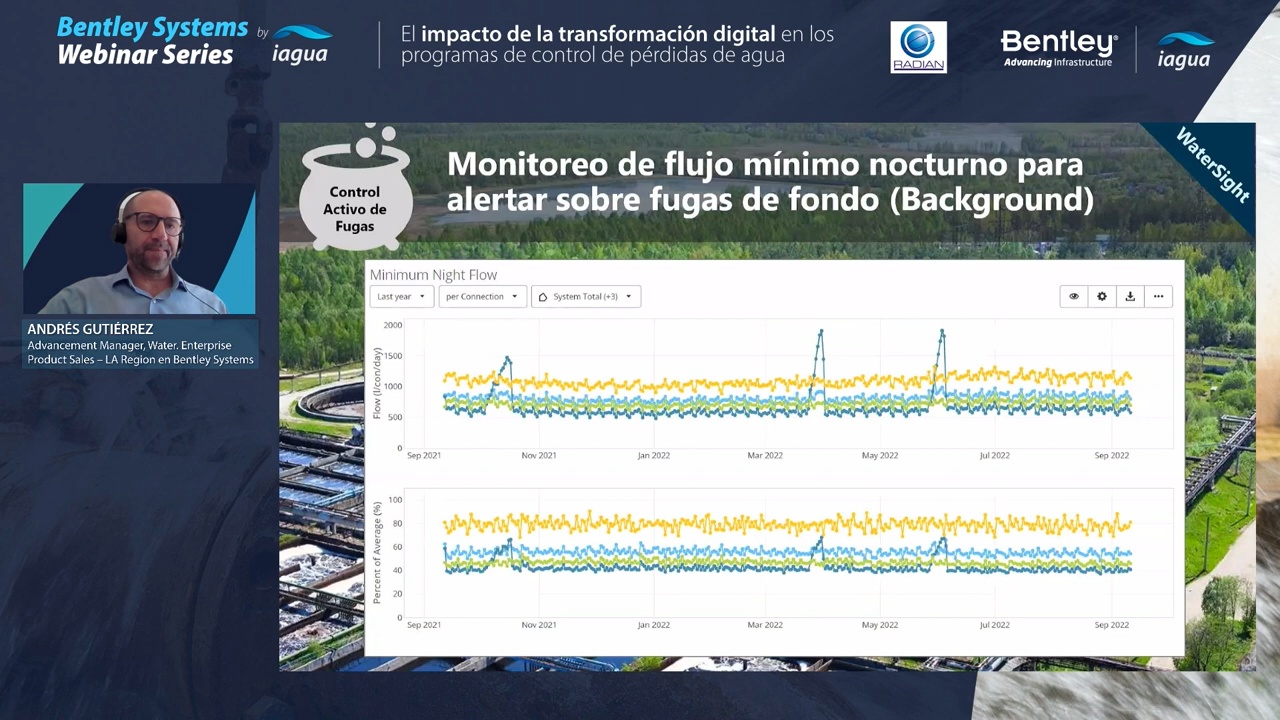 Bentley Systems by
Webinar Series iagua
El impacto de la transformación digital en los
programas de control de pérdidas de agua
RADIAN
Bentley®
Advancing Infrastructure
iagua
Control
Activo de
Fugas
Monitoreo de flujo mínimo nocturno para
alertar sobre fugas de fondo (Background)
WaterSight
ANDRÉS GUTIÉRREZ
Advancement Manager, Water. Enterprise
Product Sales – LA Region en Bentley Systems
Minimum Night Flow
Last year per Connection System Total (+3)
Flow (l/con/day)
2000
1500
1000
500
0
Sep 2021 Nov 2021 Jan 2022 Mar 2022 May 2022 Jul 2022 Sep 2022
Percent of Average (%)
100
80
60
40
20
0
Sep 2021 Nov 2021 Jan 2022 Mar 2022 May 2022 Jul 2022 Sep 2022